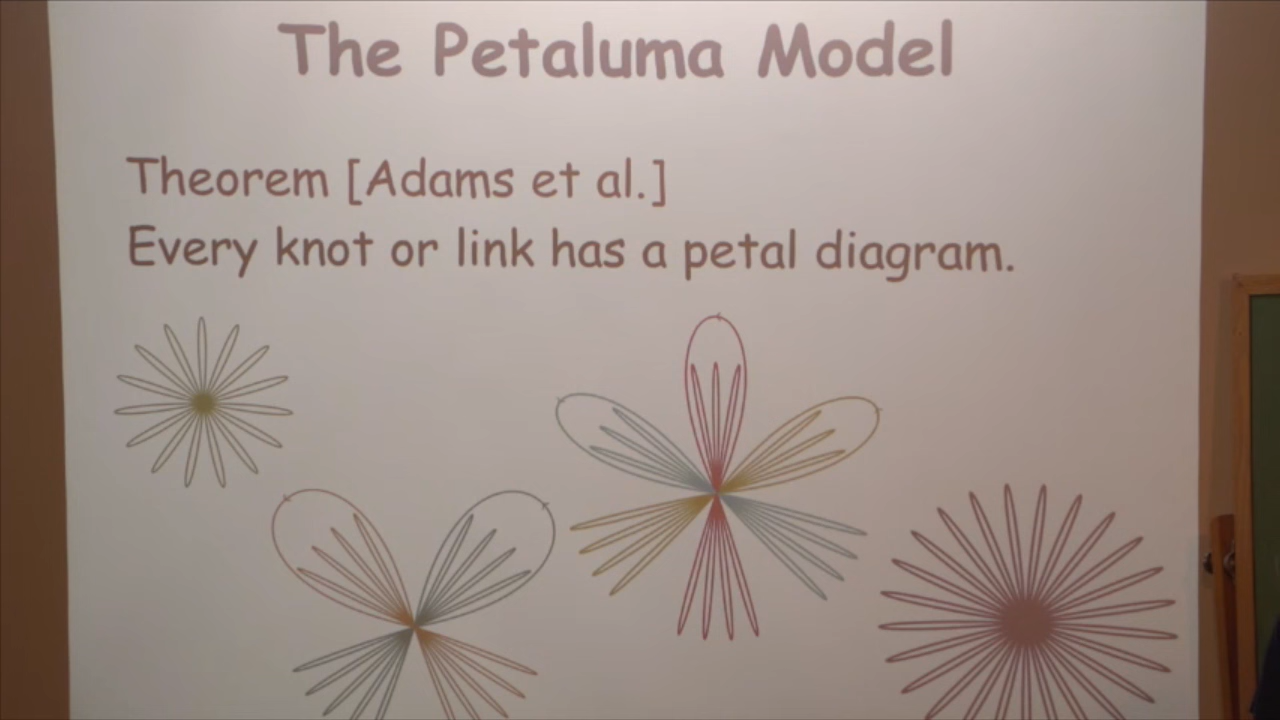 The Petaluma Model
Theorem [Adams et al.]
Every knot or link has a petal diagram.